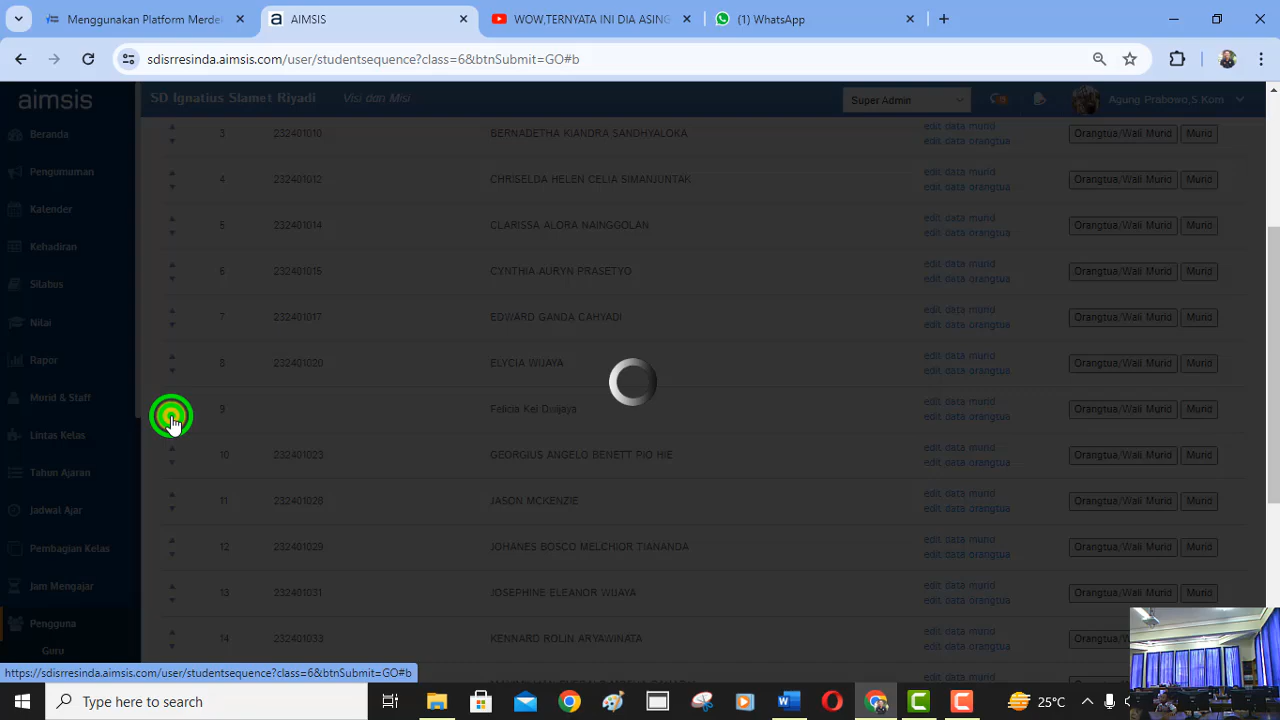 Menggunakan Platform Merde
AIMSIS
WOW,TERNYATA INI DIA ASING
(1) WhatsApp
sdisrresinda.aimsis.com/user/studentsequence?class=6&btnSubmit=GO#b
aimsis
SD Ignatius Slamet Riyadi
Visi dan Misi
Super Admin
Agung Prabowo,S.Kom
Beranda
Pengumuman
Kalender
Kehadiran
Silabus
Nilai
Rapor
Murid & Staff
Lintas Kelas
Tahun Ajaran
Jadwal Ajar
Pembagian Kelas
Jam Mengajar
Pengguna
Guru
3 232401010 BERNADETHA KIANDRA SANDHYALOKA edit data murid Orangtua/Wali Murid Murid
edit data orangtua
4 232401012 CHRISELDA HELEN CELIA SIMANJUNTAK edit data murid Orangtua/Wali Murid Murid
edit data orangtua
5 232401014 CLARISSA ALORA NAINGGOLAN edit data murid Orangtua/Wali Murid Murid
edit data orangtua
6 232401015 CYNTHIA AURYN PRASETYO edit data murid Orangtua/Wali Murid Murid
edit data orangtua
7 232401017 EDWARD GANDA CAHYADI edit data murid Orangtua/Wali Murid Murid
edit data orangtua
8 232401020 ELYCIA WIJAYA edit data murid Orangtua/Wali Murid Murid
edit data orangtua
9 Felicia Kei Dwijaya edit data murid Orangtua/Wali Murid Murid
edit data orangtua
10 232401023 GEORGIUS ANGELO BENETT PIO HIE edit data murid Orangtua/Wali Murid Murid
edit data orangtua
11 232401028 JASON MCKENZIE edit data murid Orangtua/Wali Murid Murid
edit data orangtua
12 232401029 JOHANES BOSCO MELCHIOR TIANANDA edit data murid Orangtua/Wali Murid Murid
edit data orangtua
13 232401031 JOSEPHINE ELEANOR WIJAYA edit data murid Orangtua/Wali Murid Murid
edit data orangtua
14 232401033 KENNARD ROLIN ARYAWINATA edit data murid
edit data orangtua
https://sdisrresinda.aimsis.com/user/studentsequence?class=6&btnSubmit=GO#b
Type here to search
25°C